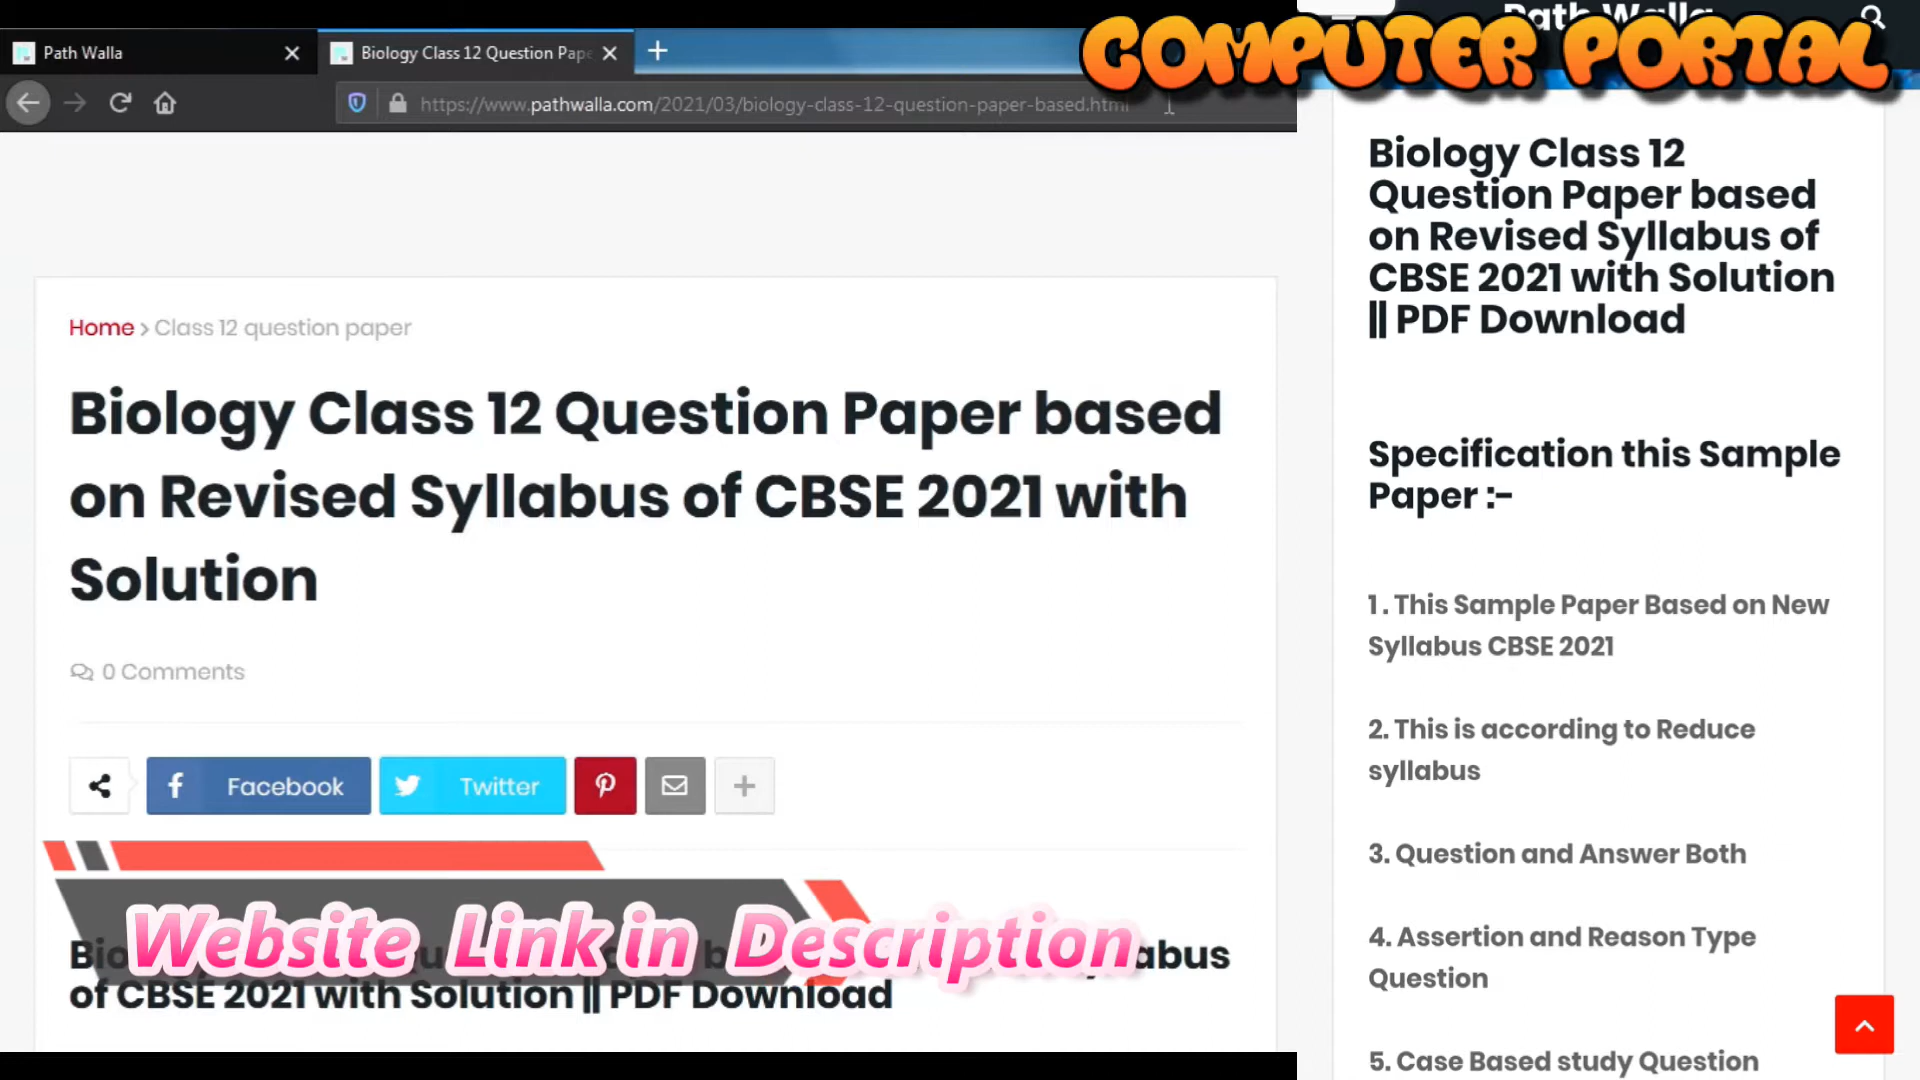 Path Walla
Biology Class 12 Question Pape
https://www.pathwalla.com/2021/03/biology-class-12-question-paper-based.html
Home > Class 12 question paper
Biology Class 12 Question Paper based
on Revised Syllabus of CBSE 2021 with
Solution
0 Comments
Facebook
Twitter
Website Link in Description
of CBSE 2021 with Solution || PDF Download
Path Walla
COMPUTER PORTAL
Biology Class 12
Question Paper based
on Revised Syllabus of
CBSE 2021 with Solution
|| PDF Download
Specification this Sample
Paper :-
1 . This Sample Paper Based on New
Syllabus CBSE 2021
2. This is according to Reduce
syllabus
3. Question and Answer Both
4. Assertion and Reason Type
Question
5. Case Based study Question